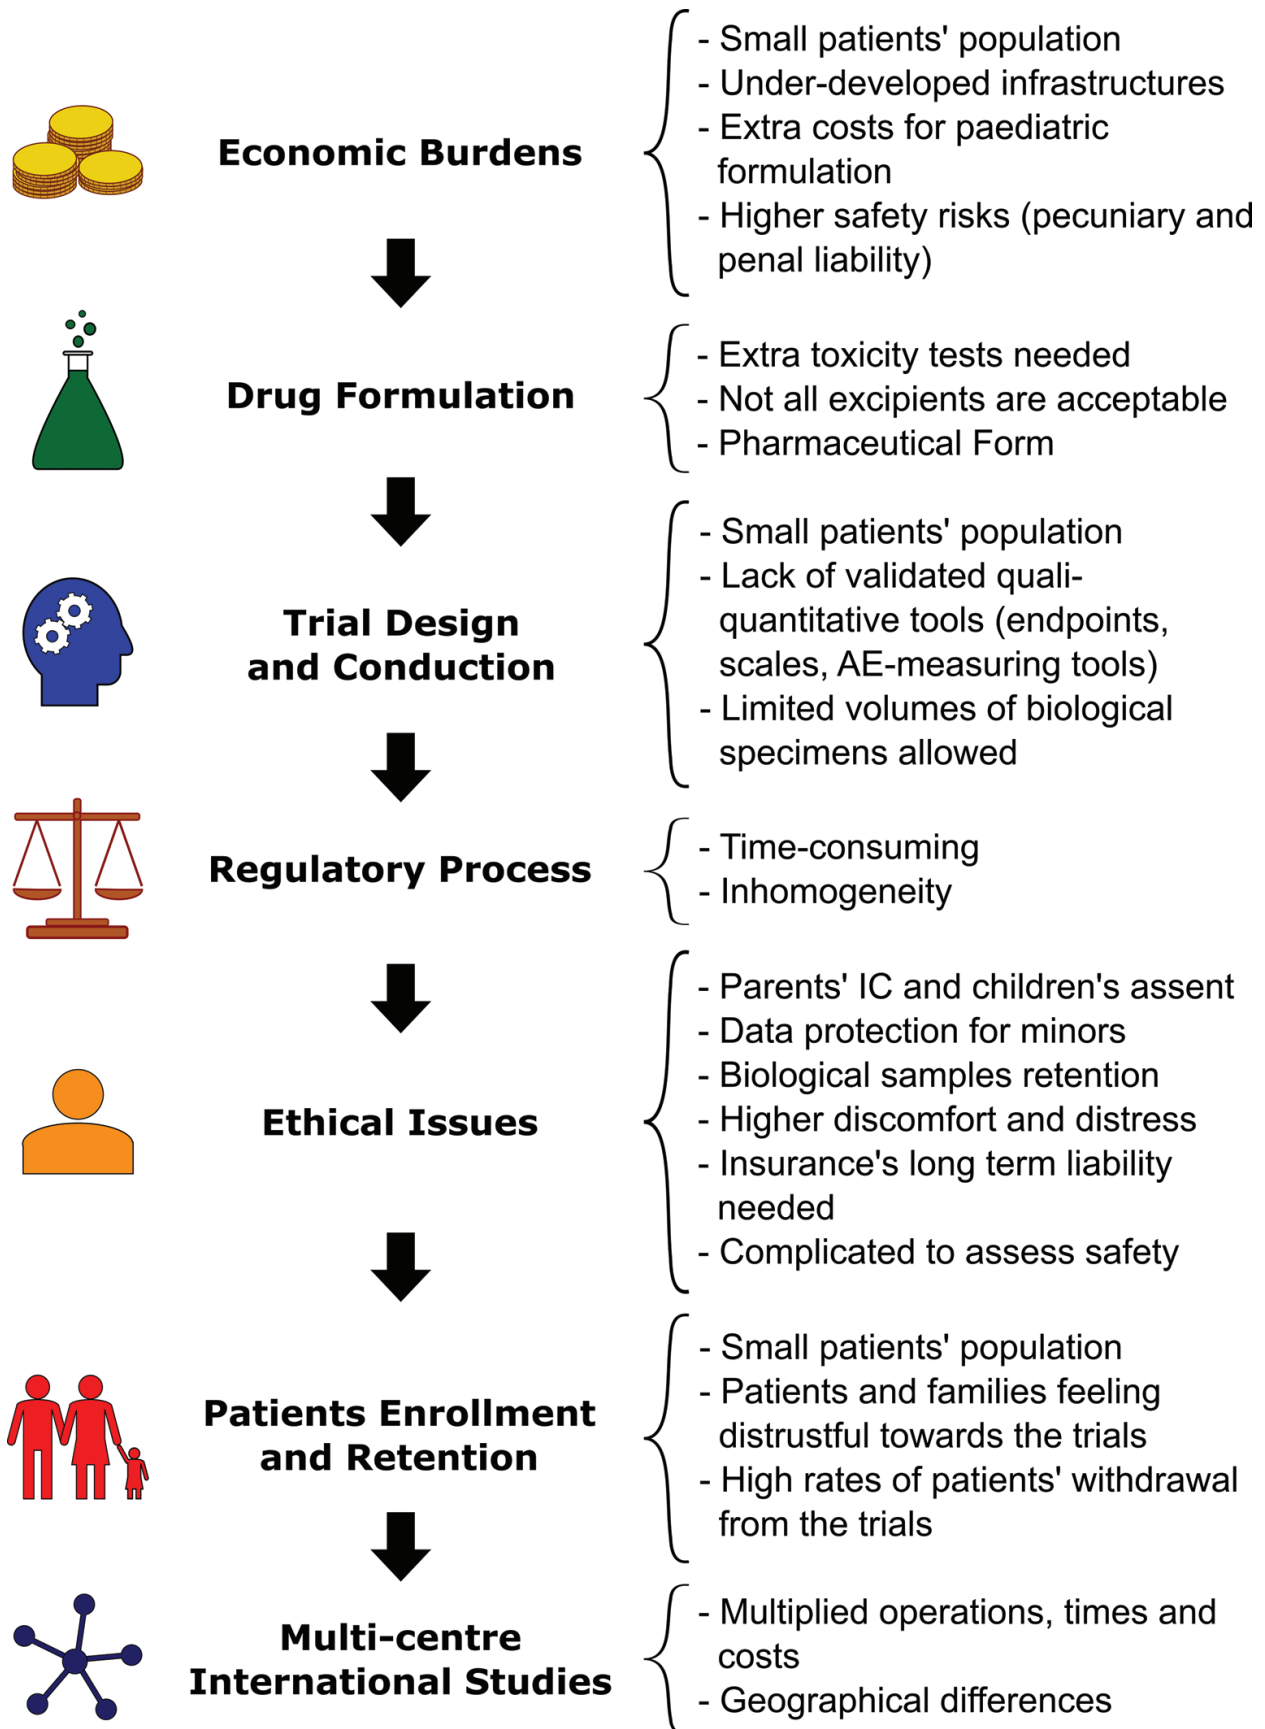 Economic Burdens
- Small patients' population
- Under-developed infrastructures
- Extra costs for paediatric
formulation
- Higher safety risks (pecuniary and
penal liability)
Drug Formulation
- Extra toxicity tests needed
- Not all excipients are acceptable
- Pharmaceutical Form
Trial Design
and Conduction
- Small patients' population
- Lack of validated quali-
quantitative tools (endpoints,
scales, AE-measuring tools)
- Limited volumes of biological
specimens allowed
Regulatory Process
- Time-consuming
- Inhomogeneity
Ethical Issues
- Parents' IC and children's assent
- Data protection for minors
- Biological samples retention
- Higher discomfort and distress
- Insurance's long term liability
needed
- Complicated to assess safety
Patients Enrollment
and Retention
- Small patients' population
- Patients and families feeling
distrustful towards the trials
- High rates of patients' withdrawal
from the trials
Multi-centre
International Studies
- Multiplied operations, times and
costs
- Geographical differences